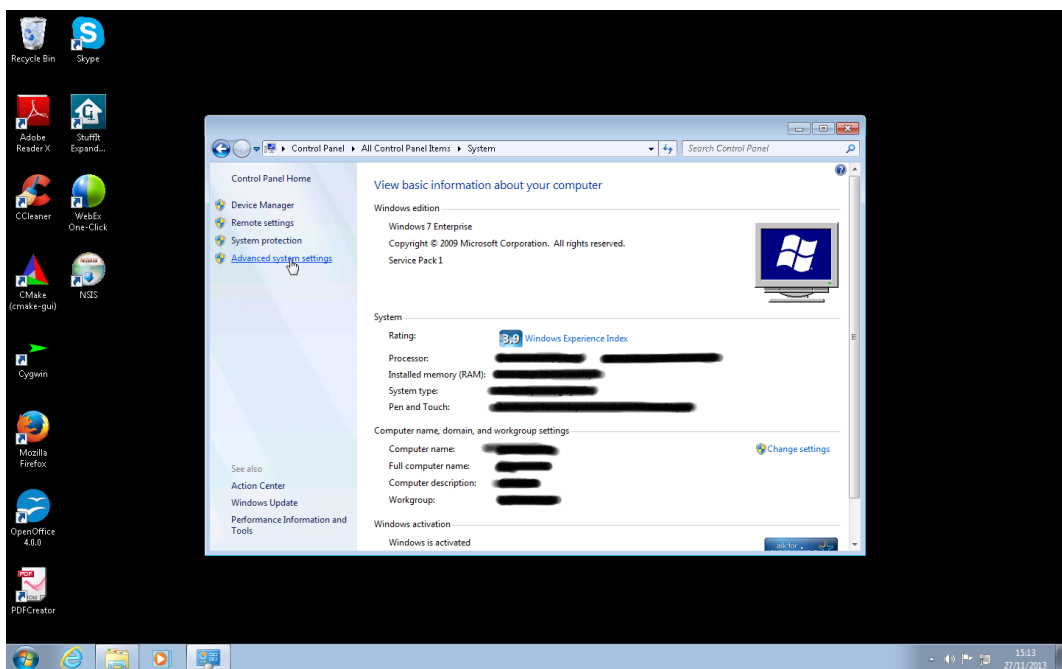 Recycle Bin
Skype
Adobe
Reader X
StuffIt
Expand...
CCleaner
WebEx
One-Click
CMake
(cmake-gui)
NSIS
Cygwin
Mozilla
Firefox
OpenOffice
4.0.0
PDF
PDFCreator
Control Panel
All Control Panel Items
System
Search Control Panel
Control Panel Home
Device Manager
Remote settings
System protection
Advanced system settings
See also
Action Center
Windows Update
Performance Information and
Tools
View basic information about your computer
Windows edition
Windows 7 Enterprise
Copyright © 2009 Microsoft Corporation. All rights reserved.
Service Pack 1
System
Rating:
3.9 Windows Experience Index
Processor:
Installed memory (RAM):
System type:
Pen and Touch:
Computer name, domain, and workgroup settings
Computer name:
Change settings
Full computer name:
Computer description:
Workgroup:
Windows activation
Windows is activated
ask for
15:13
27/11/2013